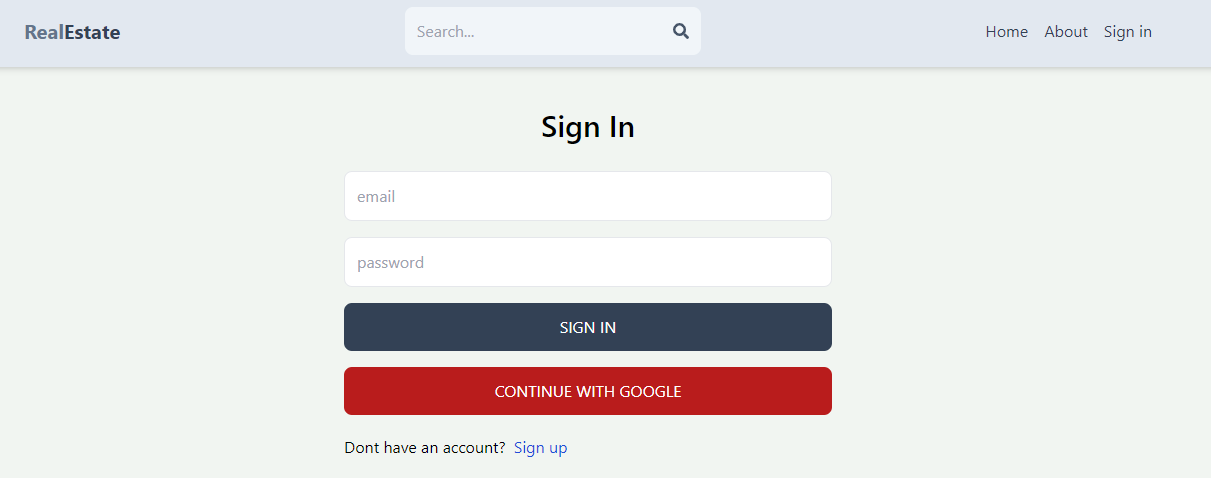 RealEstate
Search...
Home About Sign in
Sign In
email
password
SIGN IN
CONTINUE WITH GOOGLE
Dont have an account? Sign up